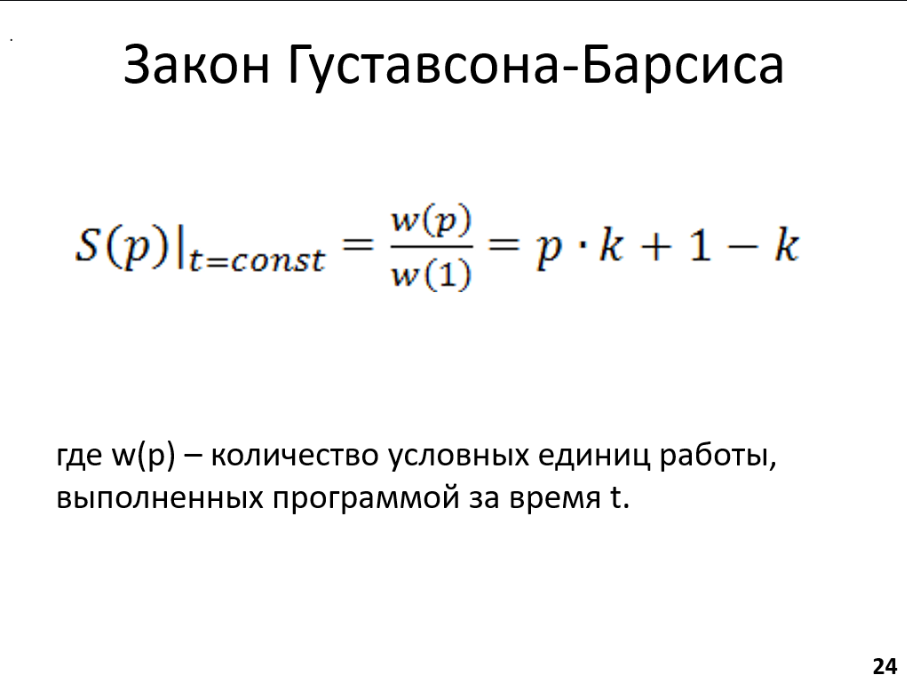 Закон Густавсона-Барсиса
S(p)|t=const = w(p)/w(1) = p · k + 1 − k
где w(p) – количество условных единиц работы,
выполненных программой за время t.
24